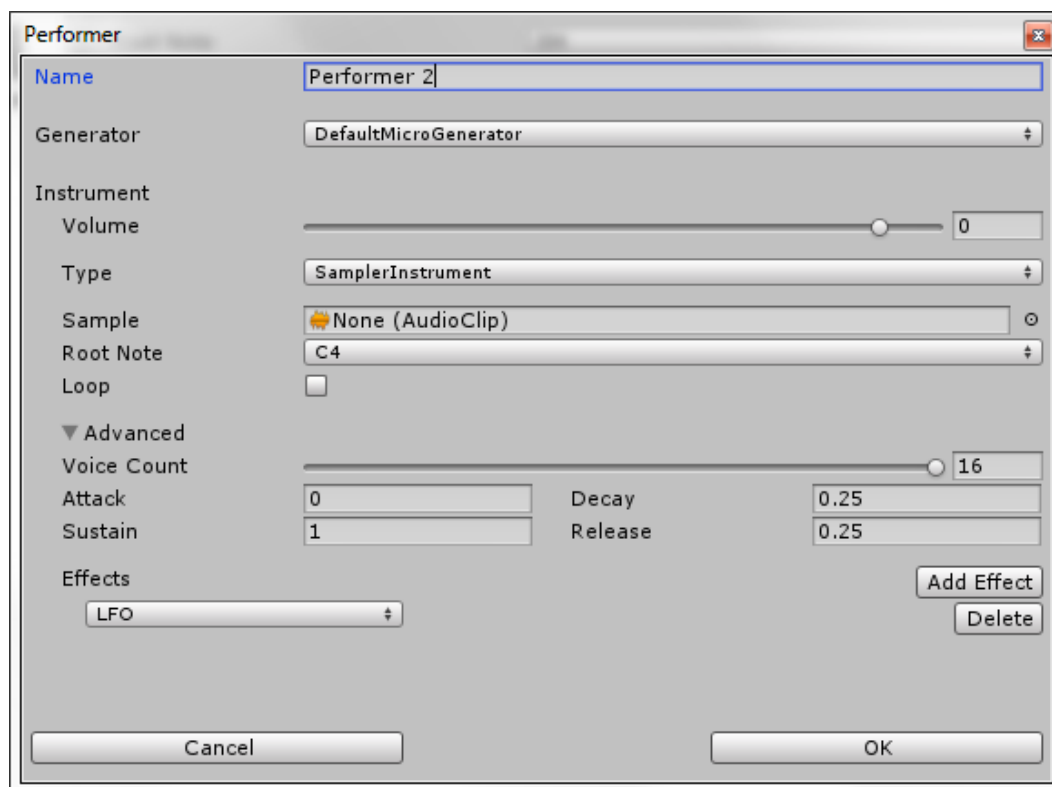 Performer
Name Performer 2
Generator DefaultMicroGenerator
Instrument
Volume 0
Type SamplerInstrument
Sample None (AudioClip)
Root Note C4
Loop
Advanced
Voice Count 16
Attack 0 Decay 0.25
Sustain 1 Release 0.25
Effects Add Effect
LFO Delete
Cancel OK